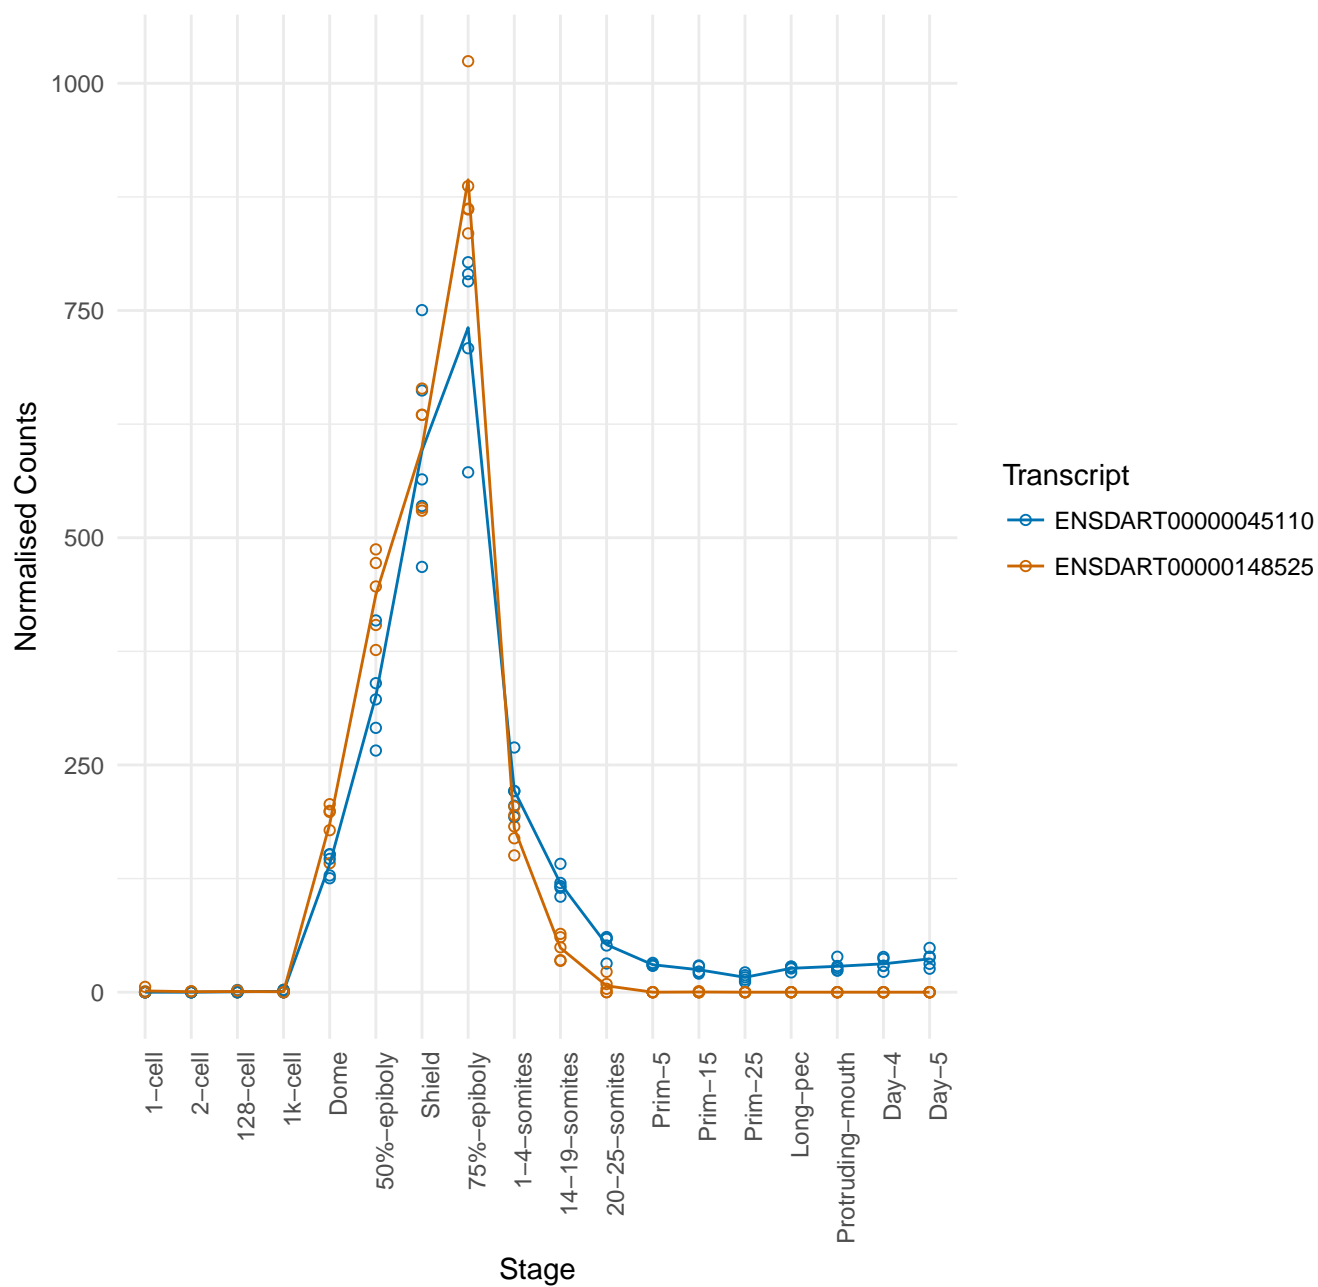 Normalised Counts
1000
750
500
250
0
1−cell
2−cell
128−cell
1k−cell
Dome
50%−epiboly
Shield
75%−epiboly
1−4−somites
14−19−somites
20−25−somites
Prim−5
Prim−15
Prim−25
Long−pec
Protruding−mouth
Day−4
Day−5
Stage
Transcript
ENSDART00000045110
ENSDART00000148525